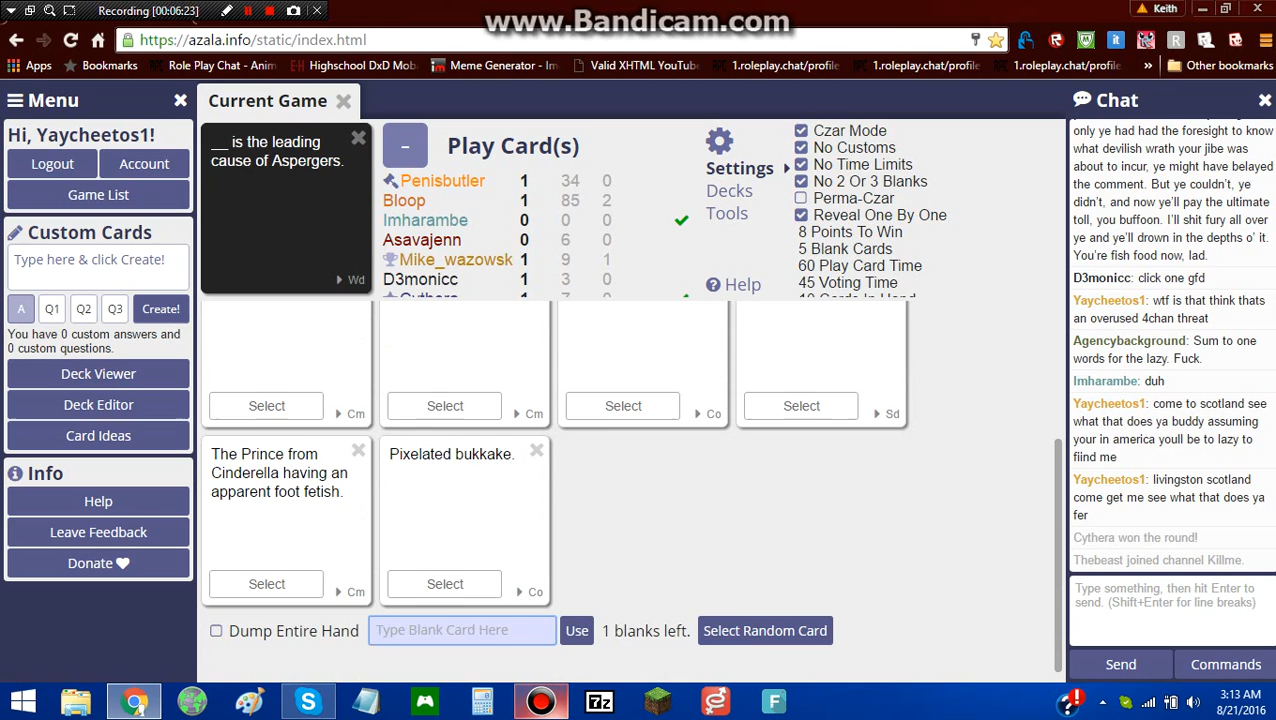 Recording [00:06:23]
www.Bandicam.com
Keith
https://azala.info/static/index.html
Apps
Bookmarks
Role Play Chat - Anim
Highschool DxD Mob
Meme Generator - Im
Valid XHTML YouTube
1.roleplay.chat/profile
1.roleplay.chat/profile
1.roleplay.chat/profile
»
Other bookmarks
Menu
Hi, Yaycheetos1!
Logout
Account
Game List
Custom Cards
Type here & click Create!
A
Q1
Q2
Q3
Create!
You have 0 custom answers and
0 custom questions.
Deck Viewer
Deck Editor
Card Ideas
Info
Help
Leave Feedback
Donate
Current Game
__ is the leading
cause of Aspergers.
Wd
Play Card(s)
Penisbutler 1 34 0
Bloop 1 85 2
Imharambe 0 0 0
Asavajenn 0 6 0
Mike_wazowsk 1 9 1
D3monicc 1 3 0
Cythera 1 7
Settings
Decks
Tools
Help
Czar Mode
No Customs
No Time Limits
No 2 Or 3 Blanks
Perma-Czar
Reveal One By One
8 Points To Win
5 Blank Cards
60 Play Card Time
45 Voting Time
10 Cards In Hand
Select
Cm
Select
Cm
Select
Co
Select
Sd
The Prince from
Cinderella having an
apparent foot fetish.
Select
Cm
Pixelated bukkake.
Select
Co
Dump Entire Hand
Type Blank Card Here
Use
1 blanks left.
Select Random Card
Chat
only ye had had the foresight to know
what devilish wrath your jibe was
about to incur, ye might have belayed
the comment. But ye couldn't, ye
didn't, and now ye'll pay the ultimate
toll, you buffoon. I'll shit fury all over
ye and ye'll drown in the depths o' it.
You're fish food now, lad.
D3monicc: click one gfd
Yaycheetos1: wtf is that think thats
an overused 4chan threat
Agencybackground: Sum to one
words for the lazy. Fuck.
Imharambe: duh
Yaycheetos1: come to scotland see
what that does ya buddy assuming
your in america youll be to lazy to
fiind me
Yaycheetos1: livingston scotland
come get me see what that does ya
fer
Cythera won the round!
Thebeast joined channel Killme.
Type something, then hit Enter to
send. (Shift+Enter for line breaks)
Send
Commands
3:13 AM
8/21/2016